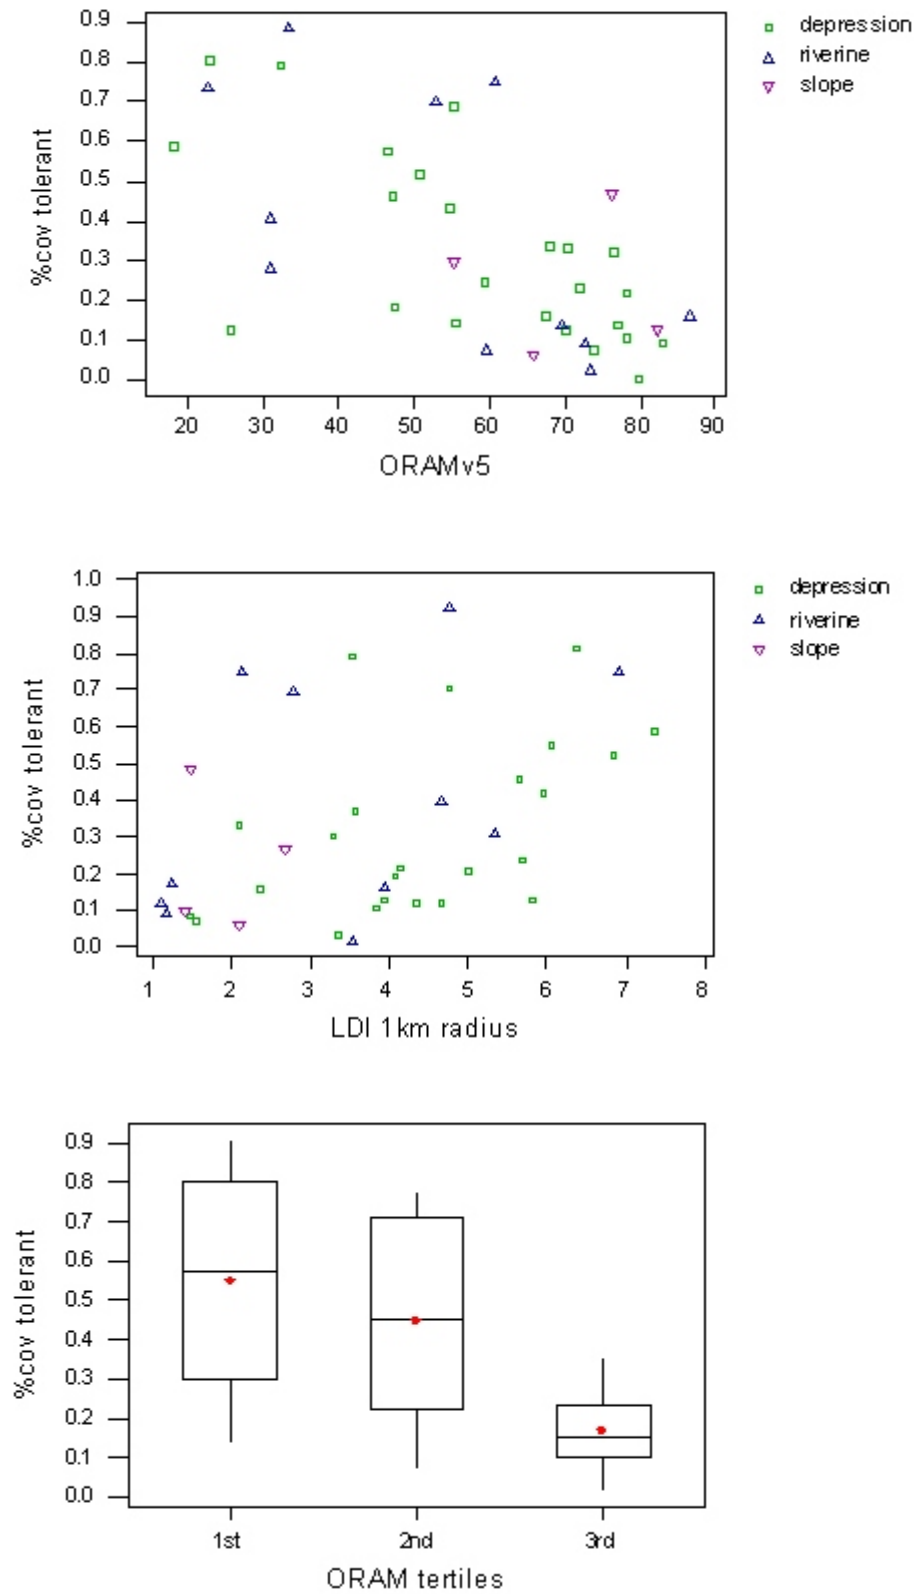 0.9
0.8
0.7
0.6
0.5
0.4
0.3
0.2
0.1
0.0
%cov tolerant
20 30 40 50 60 70 80 90
ORAMv5
depression
riverine
slope
1.0
0.9
0.8
0.7
0.6
0.5
0.4
0.3
0.2
0.1
0.0
%cov tolerant
1 2 3 4 5 6 7 8
LDI 1km radius
depression
riverine
slope
0.9
0.8
0.7
0.6
0.5
0.4
0.3
0.2
0.1
0.0
%cov tolerant
1st 2nd 3rd
ORAM tertiles